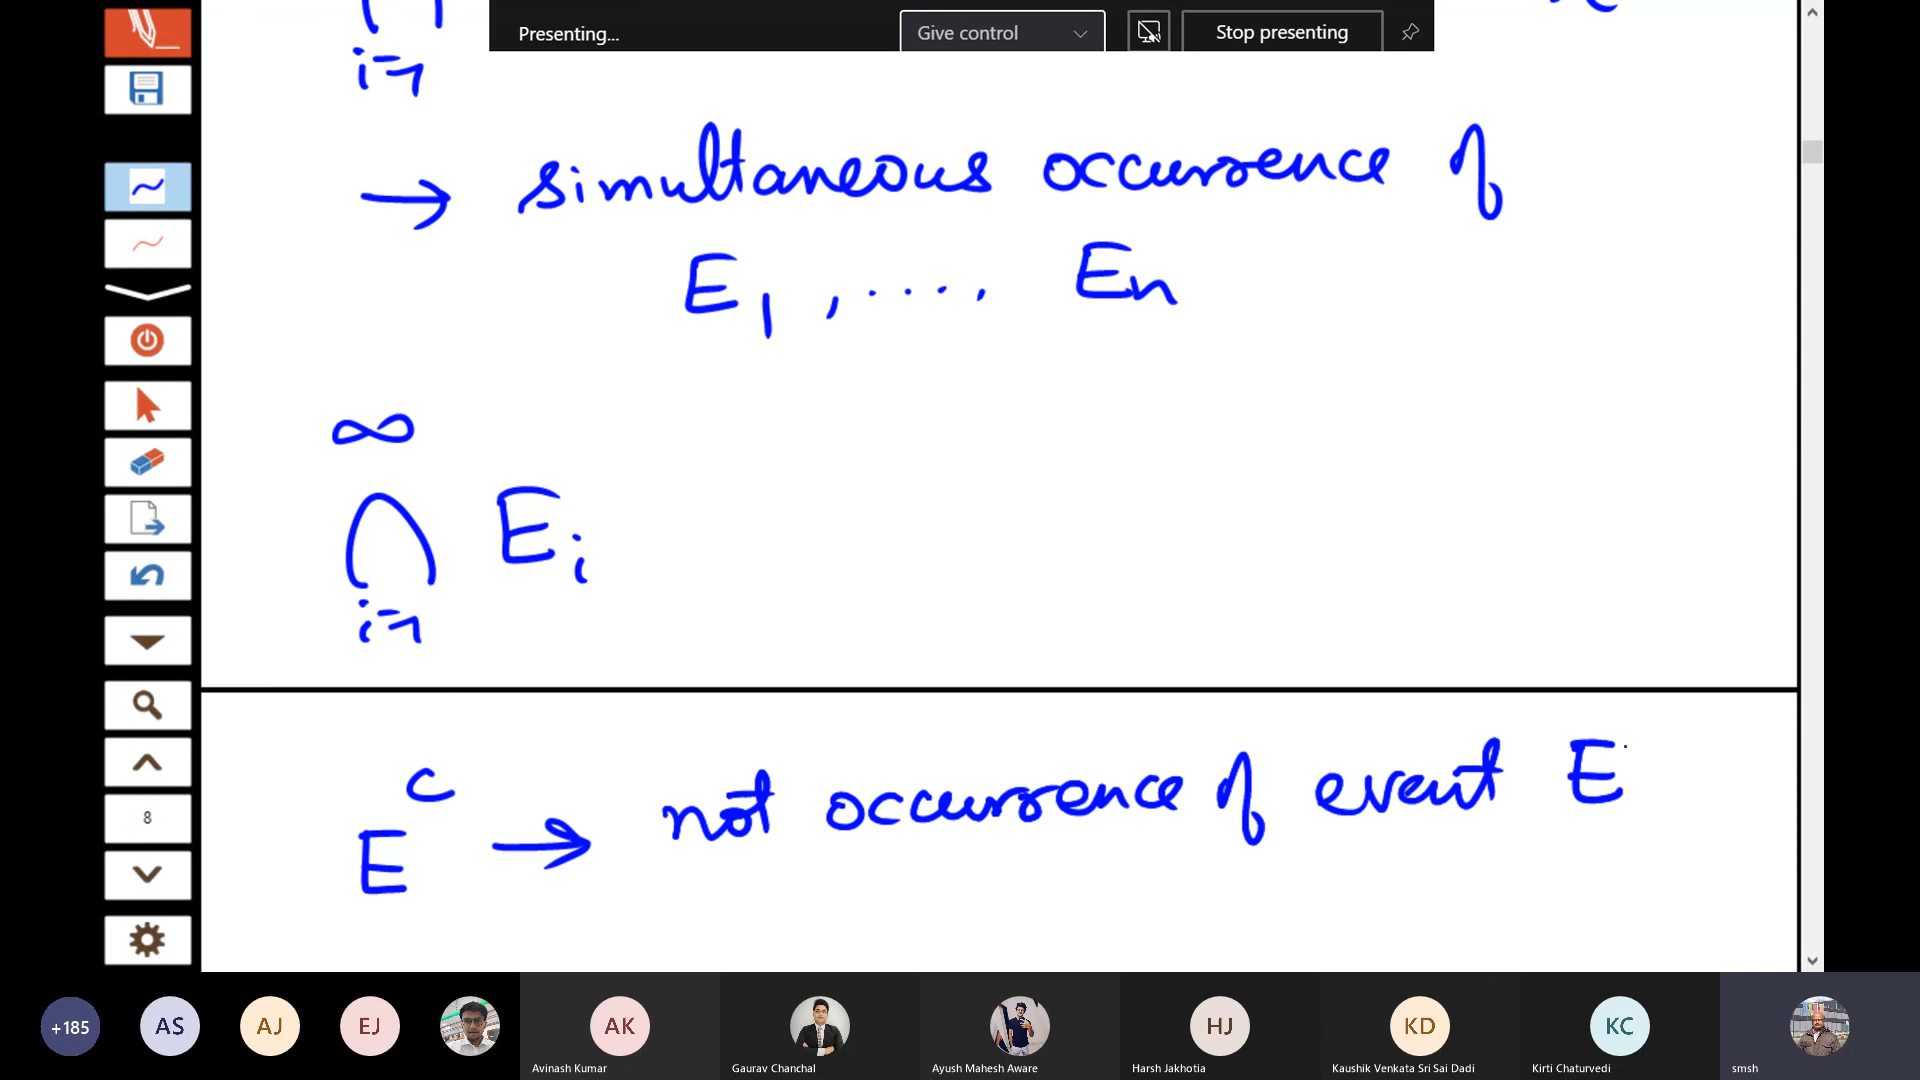 Presenting...
Give control
Stop presenting
i=1
→ simultaneous occurrence of
E1, ...., En
∞
∩ Ei
i=1
E^c → not occurrence of event E
8
+185
AS
AJ
EJ
AK
HJ
KD
KC
Avinash Kumar
Gaurav Chanchal
Ayush Mahesh Aware
Harsh Jakhotia
Kaushik Venkata Sri Sai Dadi
Kirti Chaturvedi
smsh